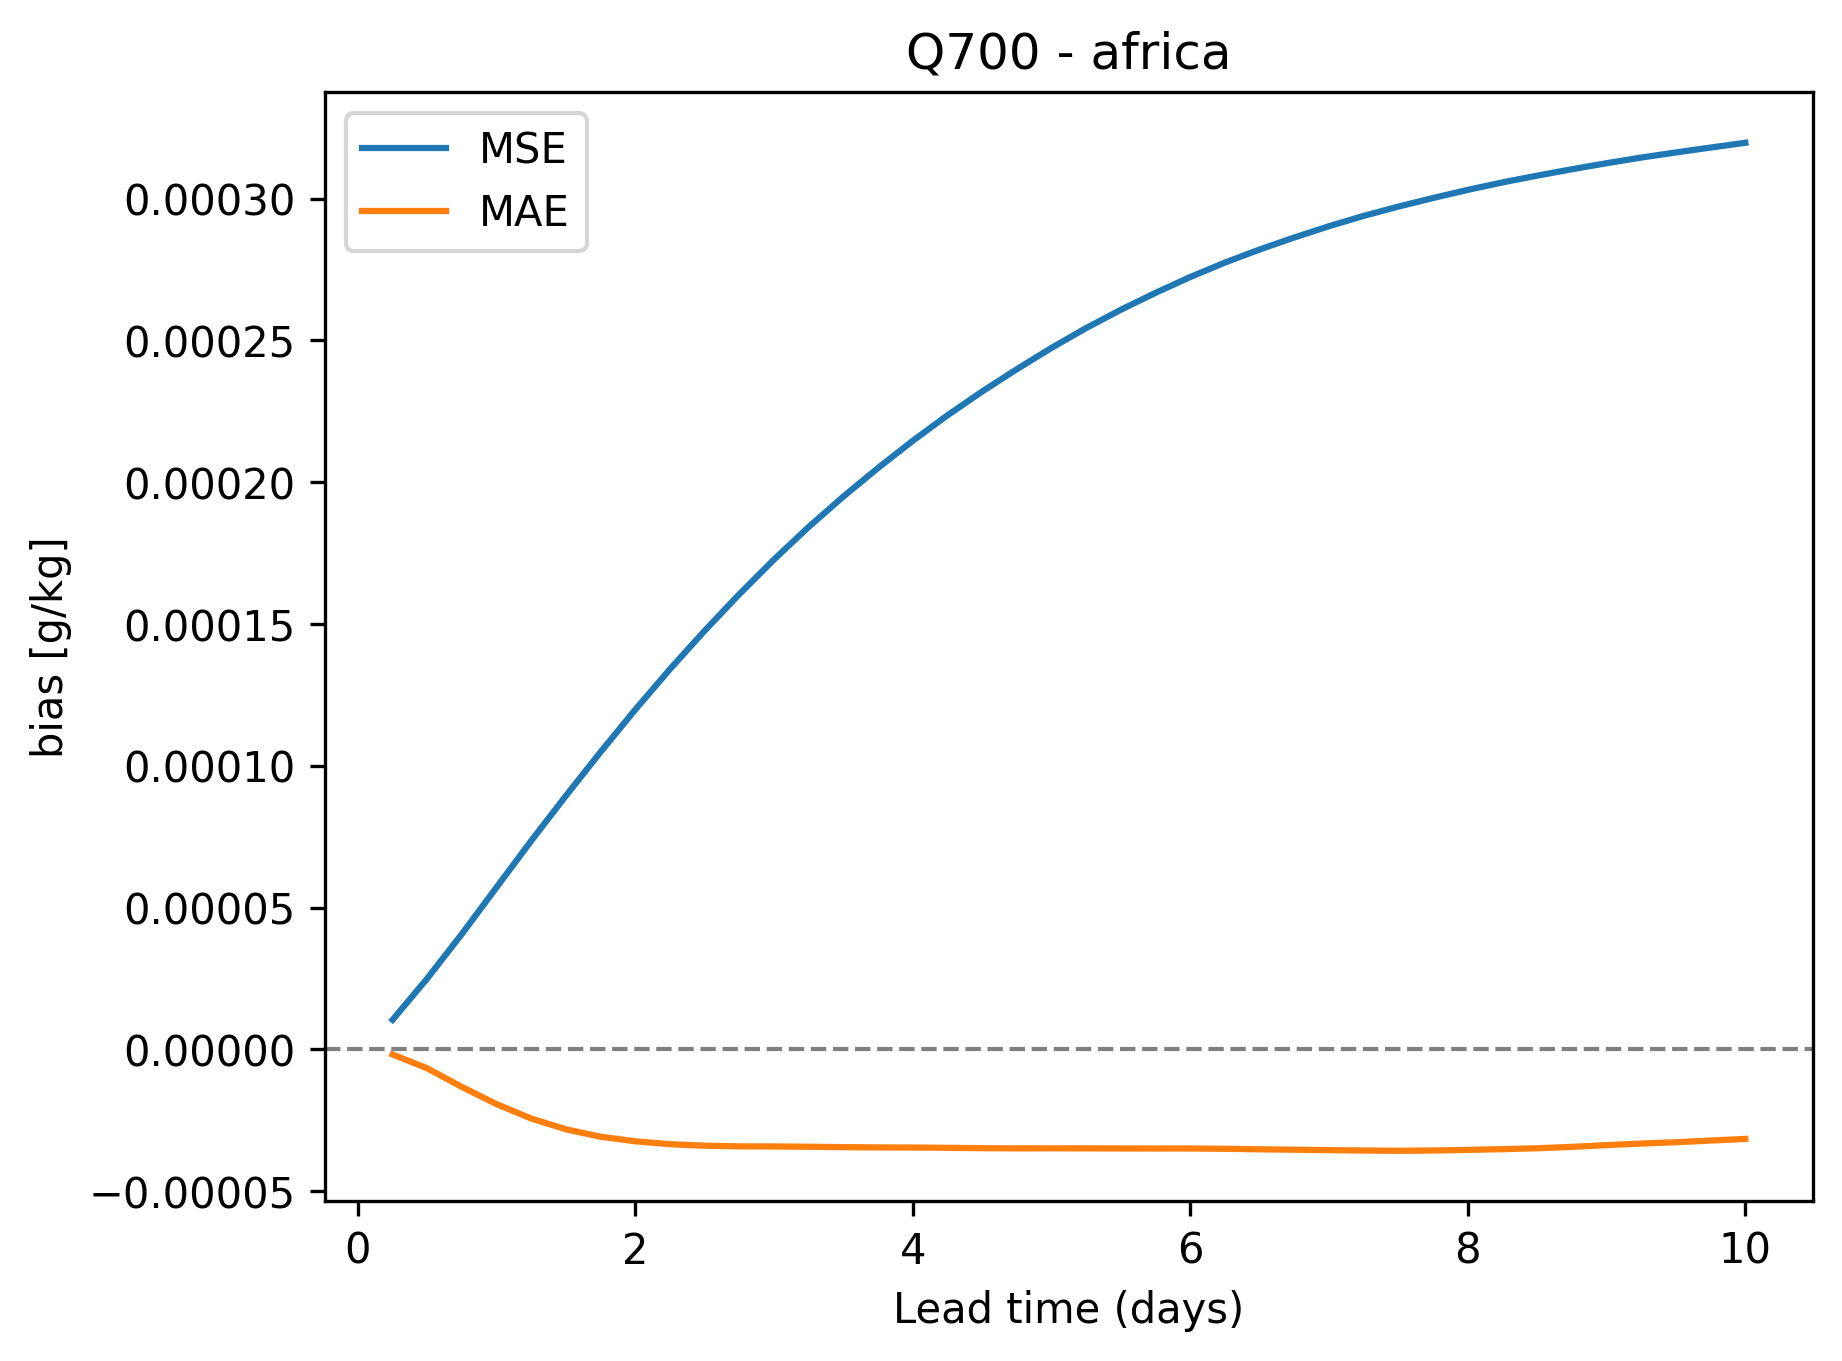 Q700 - africa
MSE
MAE
bias [g/kg]
0.00030
0.00025
0.00020
0.00015
0.00010
0.00005
0.00000
−0.00005
0 2 4 6 8 10
Lead time (days)